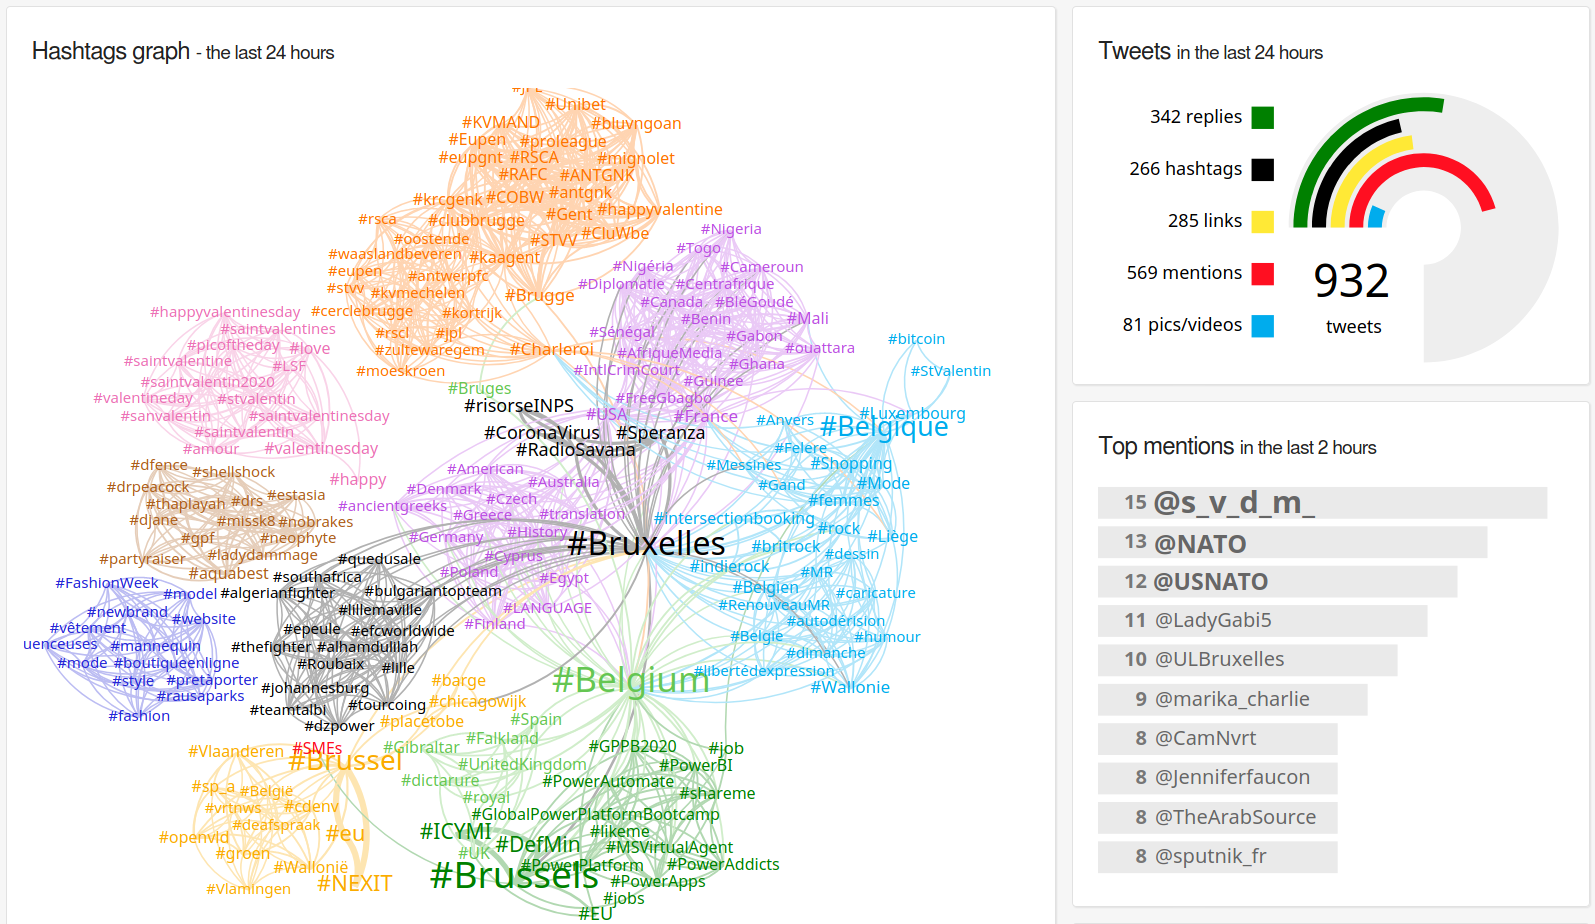 Hashtags graph - the last 24 hours
#JPL
#Unibet
#KVMAND
#bluvngoan
#Eupen
#proleague
#eupgnt
#RSCA
#mignolet
#RAFC
#ANTGNK
#antgnk
#krcgenk
#COBW
#Gent
#happyvalentine
#rsca
#clubbrugge
#oostende
#STVV
#CluWbe
#waaslandbeveren
#kaagent
#eupen
#antwerpfc
#stvv
#kvmechelen
#Brugge
#cerclebrugge
#kortrijk
#rscl
#jpl
#zultewaregem
#Charleroi
#moeskroen
#Nigeria
#Togo
#Nigéria
#Cameroun
#Diplomatie
#Centrafrique
#Canada
#BléGoudé
#Benin
#Mali
#Sénégal
#Gabon
#AfriqueMedia
#ouattara
#IntlCrimCourt
#Ghana
#Guinee
#FreeGbagbo
#USA
#France
#happyvalentinesday
#saintvalentines
#picoftheday
#love
#saintvalentine
#LSF
#saintvalentin2020
#valentineday
#stvalentin
#sanvalentin
#saintvalentinesday
#saintvalentin
#amour
#valentinesday
#happy
#bitcoin
#StValentin
#Bruges
#risorseINPS
#CoronaVirus
#Speranza
#RadioSavana
#Luxembourg
#Anvers
#Belgique
#Felere
#Messines
#Shopping
#Gand
#Mode
#femmes
#intersectionbooking
#rock
#Liège
#britrock
#dessin
#indierock
#MR
#Belgien
#caricature
#RenouveauMR
#autodérision
#Belgie
#humour
#dimanche
#libertédexpression
#Wallonie
#dfence
#shellshock
#drpeacock
#estasia
#thaplayah
#drs
#djane
#missk8
#nobrakes
#gpf
#neophyte
#partyraiser
#ladydammage
#aquabest
#American
#Denmark
#Australia
#ancientgreeks
#Czech
#Greece
#translation
#Germany
#History
#Bruxelles
#Cyprus
#Poland
#Egypt
#LANGUAGE
#Finland
#quedusale
#southafrica
#algerianfighter
#bulgariantopteam
#lillemaville
#epeule
#efcworldwide
#thefighter
#alhamdulillah
#Roubaix
#lille
#johannesburg
#teamtalbi
#tourcoing
#dzpower
#FashionWeek
#model
#newbrand
#website
#vêtement
uenceuses
#mannequin
#mode
#boutiqueenligne
#style
#pretàporter
#rausaparks
#fashion
#Belgium
#barge
#chicagowijk
#placetobe
#Spain
#Gibraltar
#Falkland
#UnitedKingdom
#dictarure
#royal
#UK
#Vlaanderen
#SMEs
#Brussel
#sp_a
#België
#vrtnws
#cdenv
#deafspraak
#openvld
#eu
#groen
#Wallonië
#Vlamingen
#NEXIT
#GPPB2020
#job
#PowerBI
#PowerAutomate
#shareme
#GlobalPowerPlatformBootcamp
#ICYMI
#likeme
#DefMin
#MSVirtualAgent
#PowerPlatform
#PowerAddicts
#Brussels
#PowerApps
#jobs
#EU
Tweets in the last 24 hours
342 replies
266 hashtags
285 links
569 mentions
81 pics/videos
932
tweets
Top mentions in the last 2 hours
15 @s_v_d_m_
13 @NATO
12 @USNATO
11 @LadyGabi5
10 @ULBruxelles
9 @marika_charlie
8 @CamNvrt
8 @Jenniferfaucon
8 @TheArabSource
8 @sputnik_fr